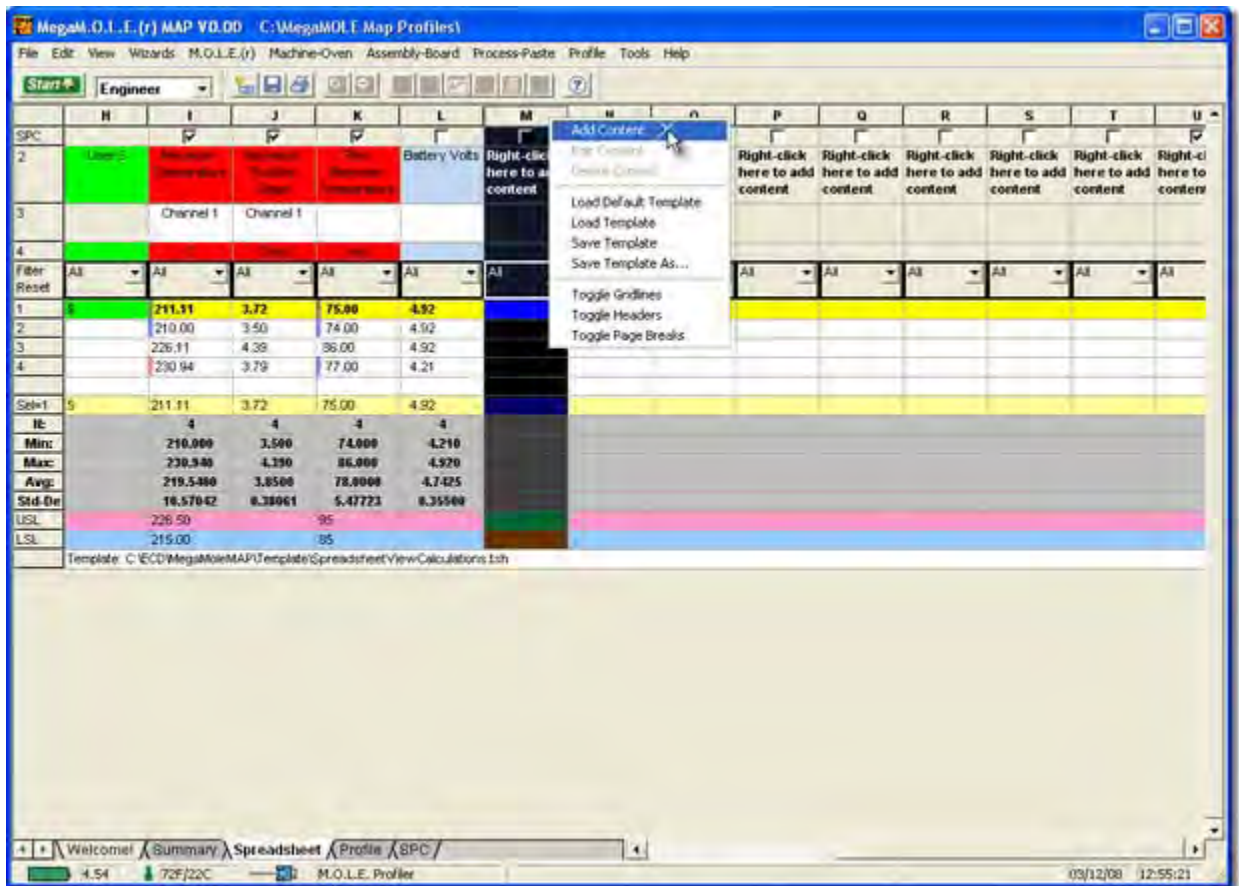 MegaM.O.L.E.(r) MAP V0.00 C:\MegaMOLE Map Profiles\
File Edit View Wizards M.O.L.E.(r) Machine-Oven Assembly-Board Process-Paste Profile Tools Help
Start Engineer
H I J K L M N O P Q R S T U
SPC
2 User 5 Battery Volts Right-click here to add content Right-click here to add content Right-click here to add content Right-click here to add content Right-click here to add content
3 Channel 1 Channel 1
4
Filter Reset All All All All All All All All All All All All
1 5 211.11 3.72 75.00 4.92
2 210.00 3.50 74.00 4.92
3 226.11 4.39 86.00 4.92
4 230.94 3.79 77.00 4.21
Sel=1 5 211.11 3.72 75.00 4.92
4 4 4 4
Min: 210.000 3.500 74.000 4.210
Max: 230.940 4.390 86.000 4.920
Avg: 219.5400 3.8500 78.0000 4.7425
Std-De 10.57042 0.38061 5.47723 0.35500
USL 226.50 95
LSL 215.00 85
Template: C:\ECD\MegaMoleMAP\Template\SpreadsheetViewCalculations.tsh
Add Content
Edit Content
Delete Content
Load Default Template
Load Template
Save Template
Save Template As...
Toggle Gridlines
Toggle Headers
Toggle Page Breaks
Welcome! Summary Spreadsheet Profile SPC
4.54 72F/22C M.O.L.E. Profiler 03/12/08 12:55:21